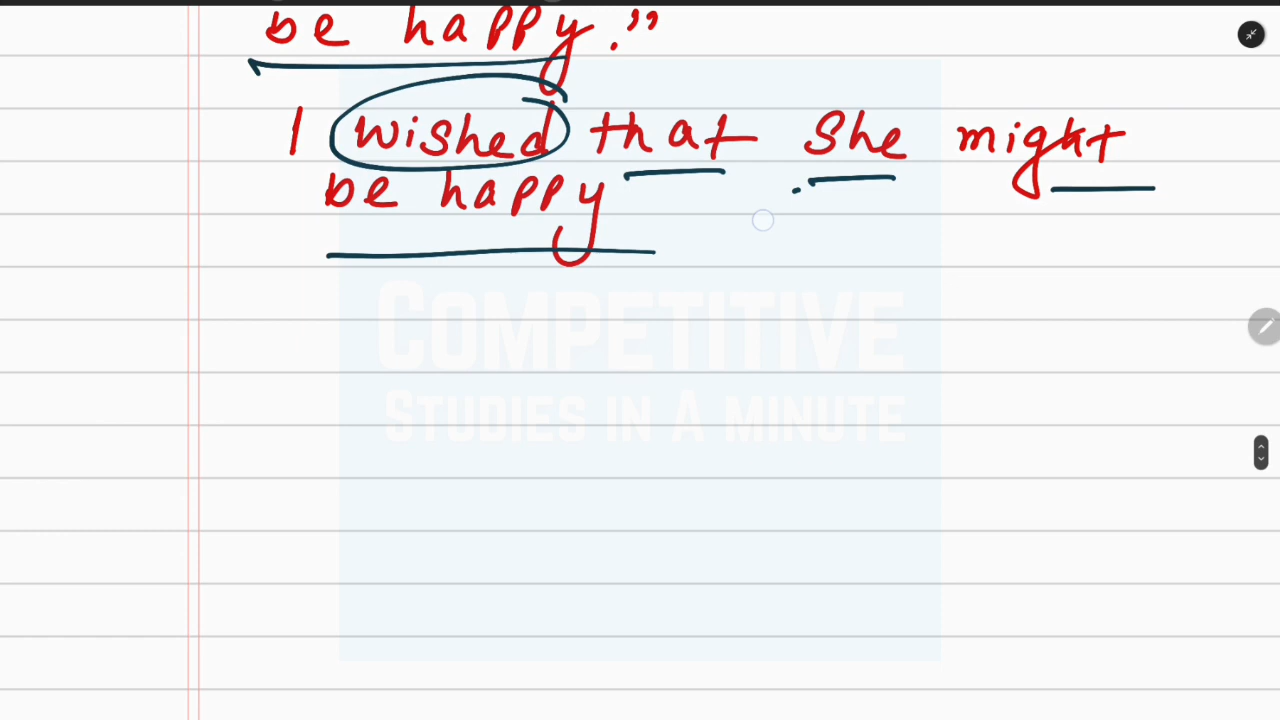 be happy.”
I wished that She might
be happy
COMPETITIVE
STUDIES IN A MINUTE